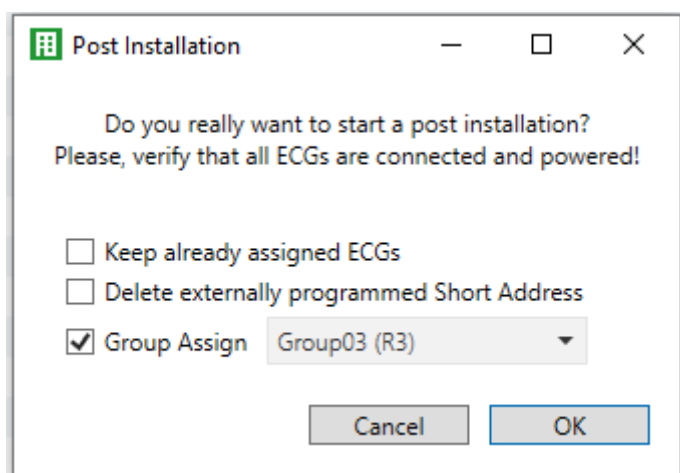 Post Installation
Do you really want to start a post installation?
Please, verify that all ECGs are connected and powered!
Keep already assigned ECGs
Delete externally programmed Short Address
Group Assign Group03 (R3)
Cancel OK